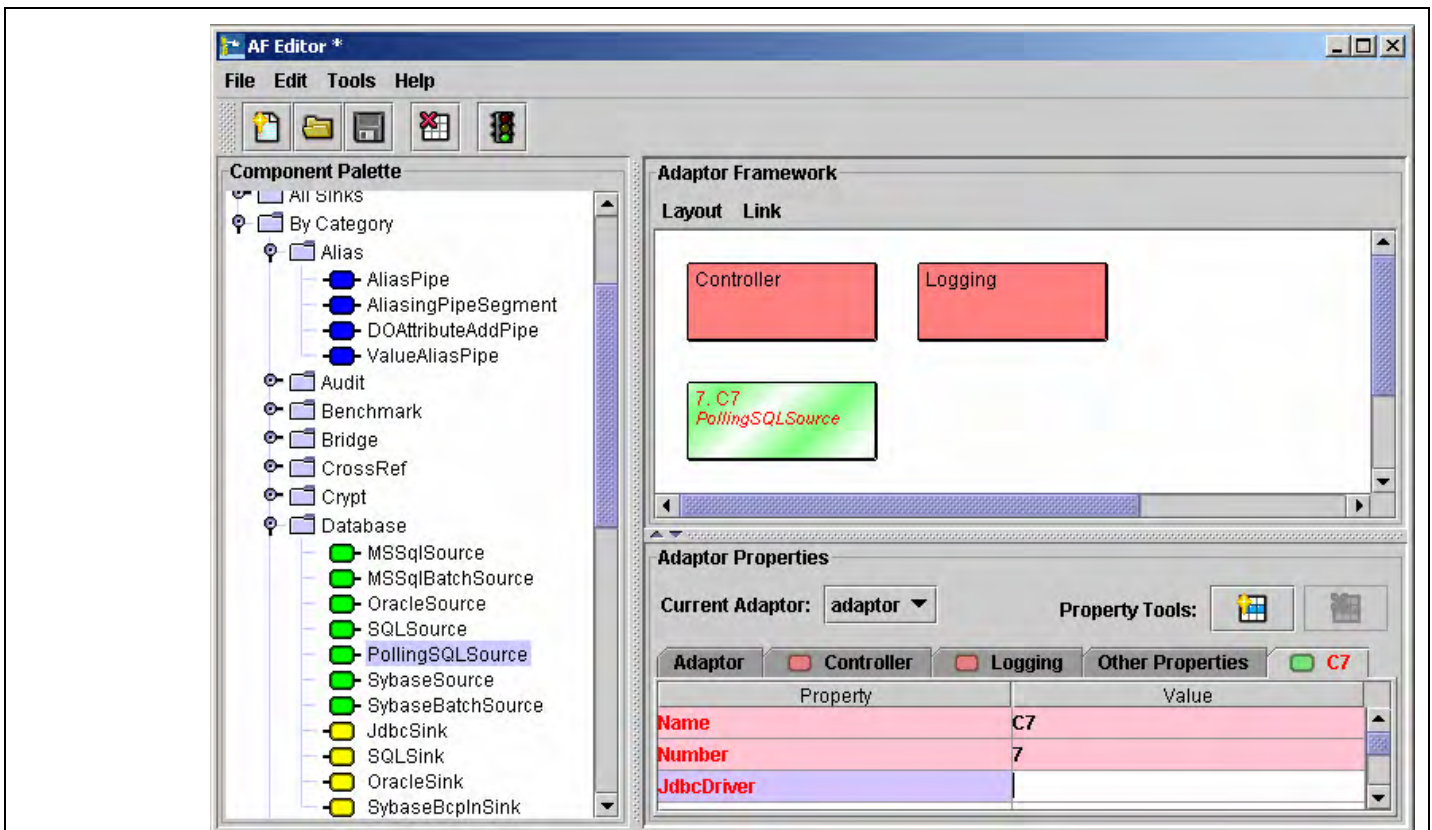 AF Editor *
File Edit Tools Help
Component Palette
All Sinks
By Category
Alias
AliasPipe
AliasingPipeSegment
DOAttributeAddPipe
ValueAliasPipe
Audit
Benchmark
Bridge
CrossRef
Crypt
Database
MSSqlSource
MSSqlBatchSource
OracleSource
SQLSource
PollingSQLSource
SybaseSource
SybaseBatchSource
JdbcSink
SQLSink
OracleSink
SybaseBcpInSink
Adaptor Framework
Layout Link
Controller
Logging
7. C7
PollingSQLSource
Adaptor Properties
Current Adaptor: adaptor
Property Tools:
Adaptor Controller Logging Other Properties C7
Property Value
Name C7
Number 7
JdbcDriver